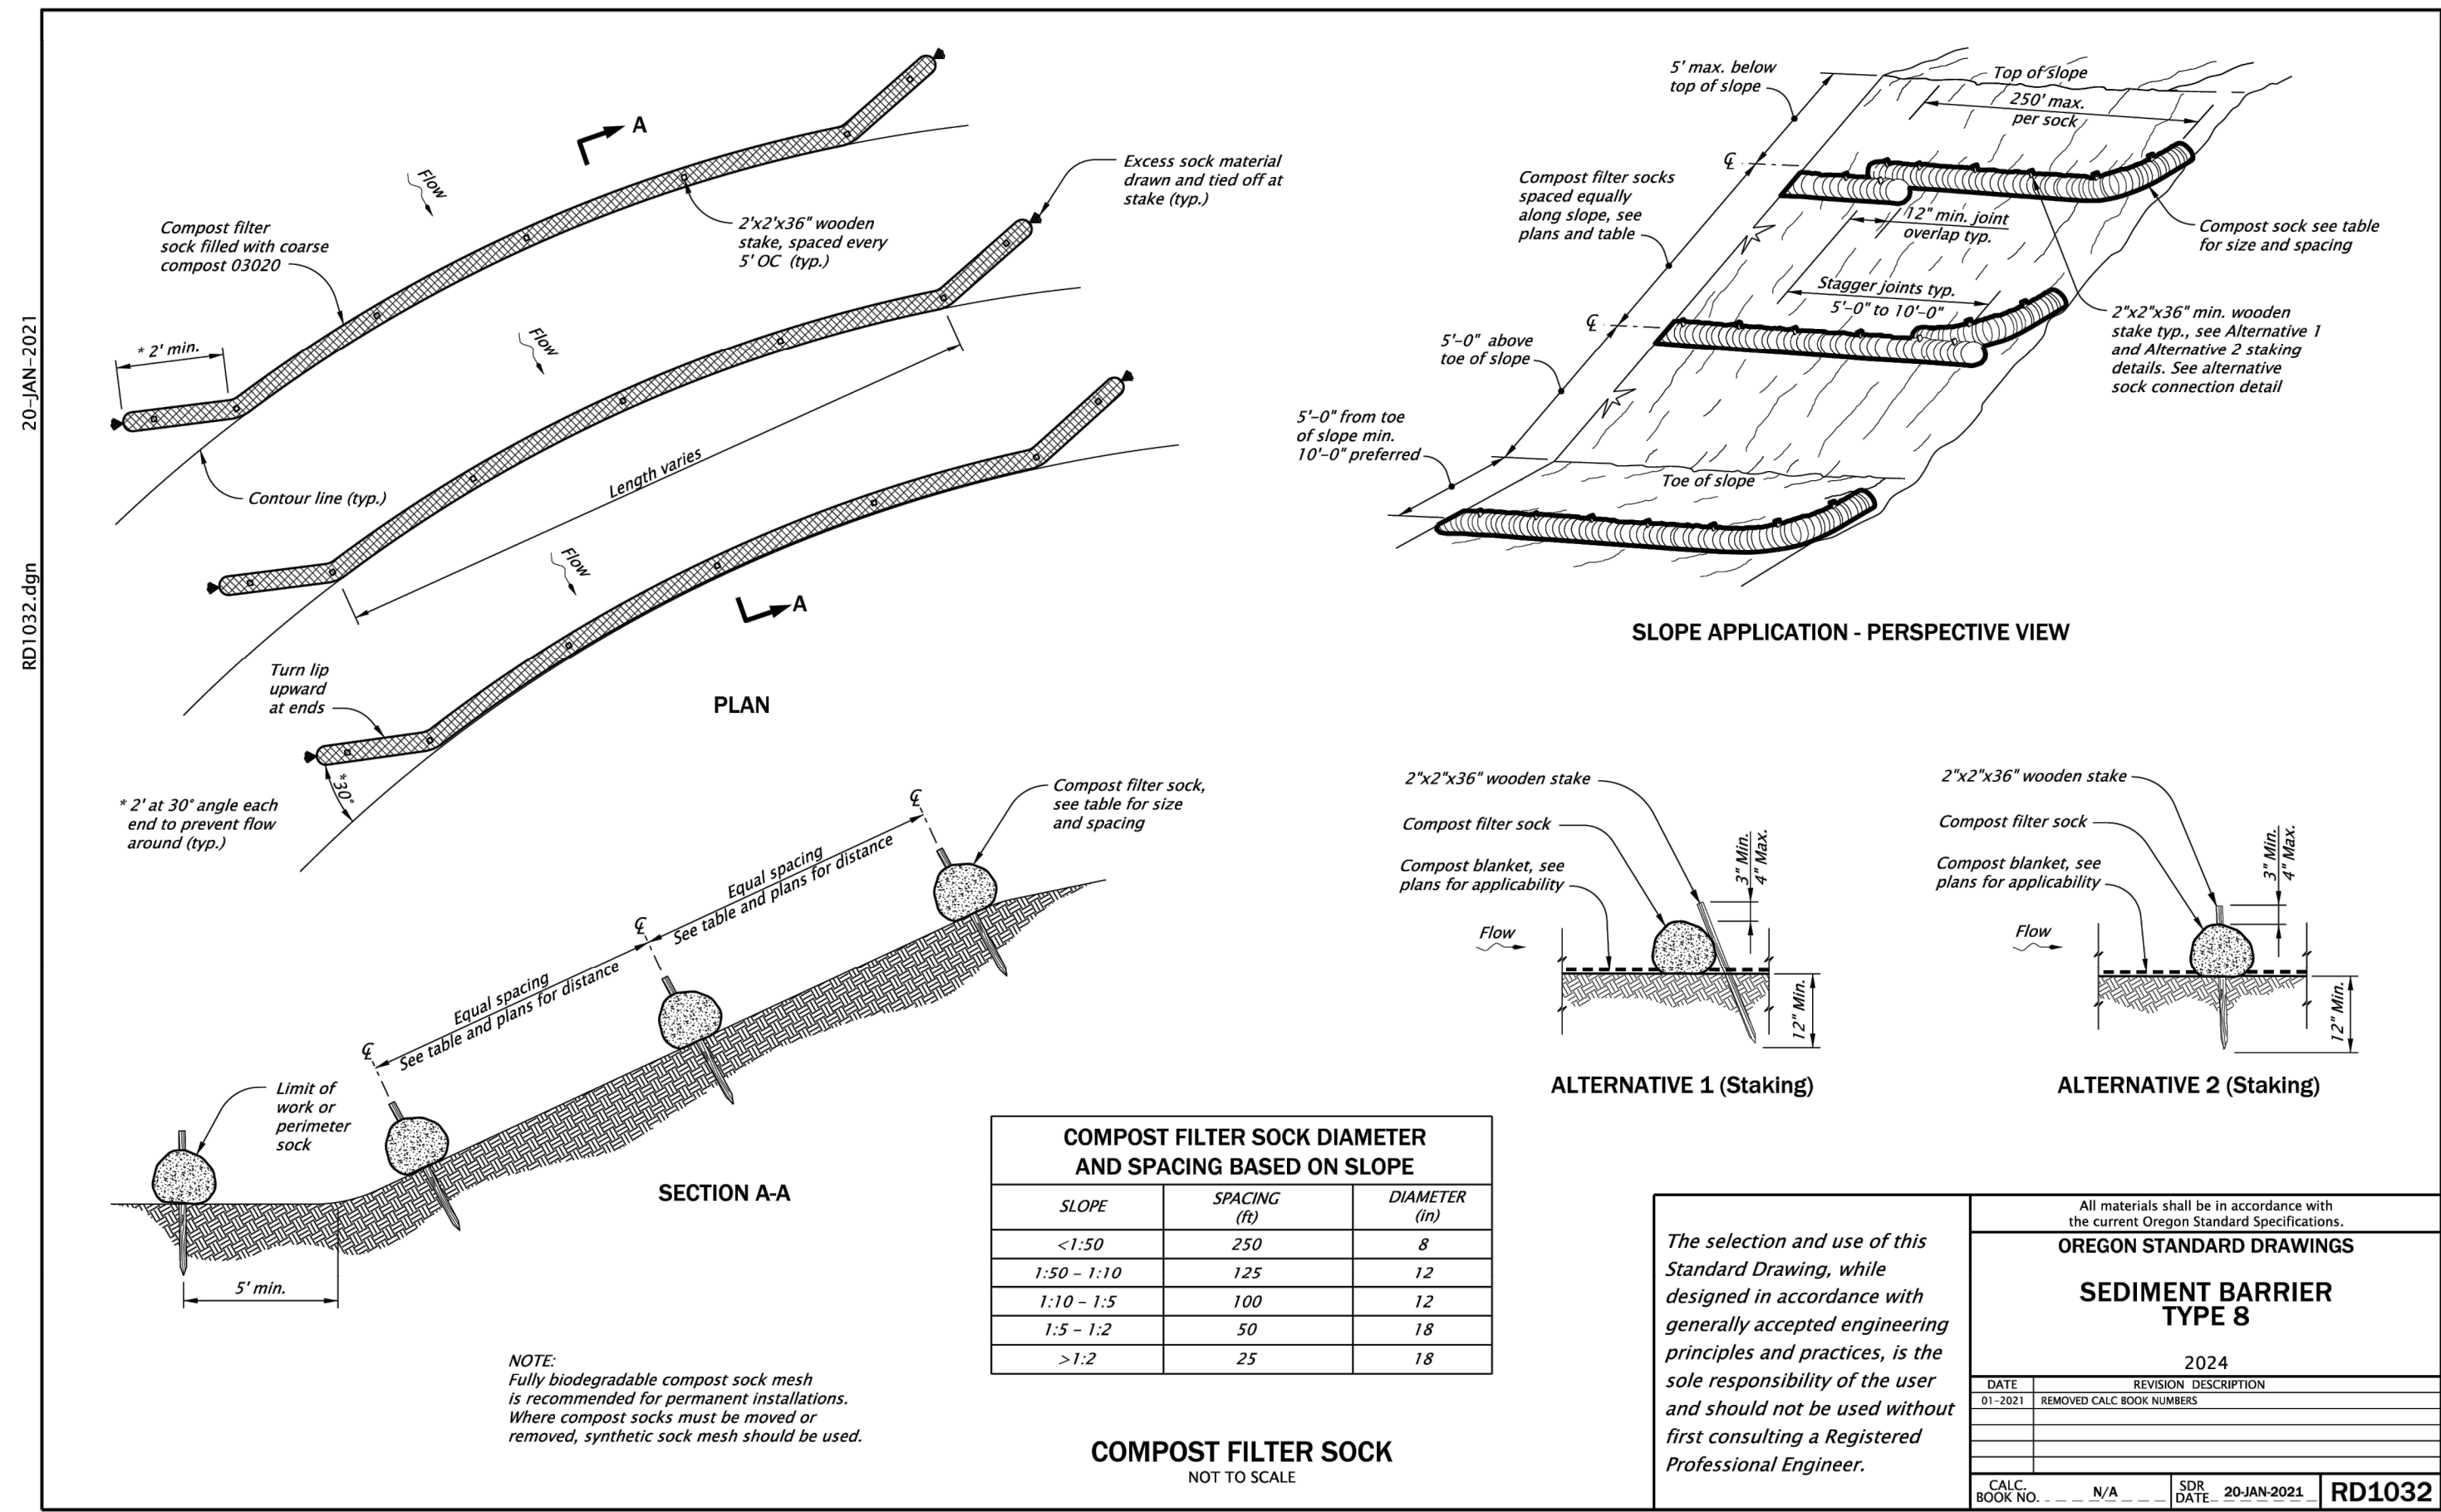 20-JAN-2021
RD1032.dgn
A
Flow
Compost filter
sock filled with coarse
compost 03020
2'x2'x36" wooden
stake, spaced every
5' OC (typ.)
Excess sock material
drawn and tied off at
stake (typ.)
* 2' min.
Flow
Contour line (typ.)
Length varies
Flow
A
Turn lip
upward
at ends
PLAN
*30°
* 2' at 30° angle each
end to prevent flow
around (typ.)
5' max. below
top of slope
Top of slope
250' max.
per sock
℄
Compost filter socks
spaced equally
along slope, see
plans and table
12" min. joint
overlap typ.
Compost sock see table
for size and spacing
Stagger joints typ.
5'-0" to 10'-0"
℄
2"x2"x36" min. wooden
stake typ., see Alternative 1
and Alternative 2 staking
details. See alternative
sock connection detail
5'-0" above
toe of slope
5'-0" from toe
of slope min.
10'-0" preferred
Toe of slope
SLOPE APPLICATION - PERSPECTIVE VIEW
℄
Compost filter sock,
see table for size
and spacing
Equal spacing
See table and plans for distance
℄
Equal spacing
See table and plans for distance
℄
Limit of
work or
perimeter
sock
5' min.
SECTION A-A
2"x2"x36" wooden stake
Compost filter sock
Compost blanket, see
plans for applicability
Flow
3" Min.
4" Max.
12" Min.
ALTERNATIVE 1 (Staking)
2"x2"x36" wooden stake
Compost filter sock
Compost blanket, see
plans for applicability
Flow
3" Min.
4" Max.
12" Min.
ALTERNATIVE 2 (Staking)
COMPOST FILTER SOCK DIAMETER
AND SPACING BASED ON SLOPE
SLOPE SPACING (ft) DIAMETER (in)
<1:50 250 8
1:50 - 1:10 125 12
1:10 - 1:5 100 12
1:5 - 1:2 50 18
>1:2 25 18
NOTE:
Fully biodegradable compost sock mesh
is recommended for permanent installations.
Where compost socks must be moved or
removed, synthetic sock mesh should be used.
COMPOST FILTER SOCK
NOT TO SCALE
The selection and use of this
Standard Drawing, while
designed in accordance with
generally accepted engineering
principles and practices, is the
sole responsibility of the user
and should not be used without
first consulting a Registered
Professional Engineer.
All materials shall be in accordance with
the current Oregon Standard Specifications.
OREGON STANDARD DRAWINGS
SEDIMENT BARRIER
TYPE 8
2024
DATE REVISION DESCRIPTION
01-2021 REMOVED CALC BOOK NUMBERS
CALC. BOOK NO. N/A SDR DATE 20-JAN-2021 RD1032